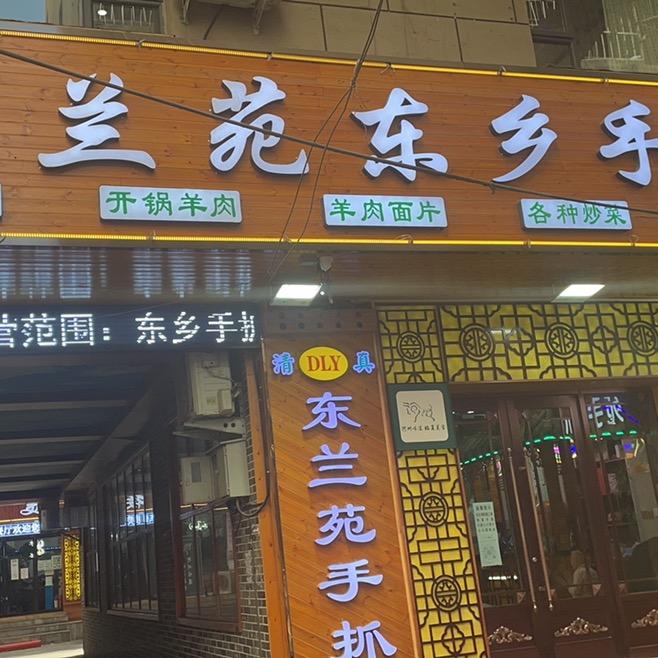 兰苑东乡手
开锅羊肉
羊肉面片
各种炒菜
营范围：东乡手抓
清 DLY 真
东兰苑手抓